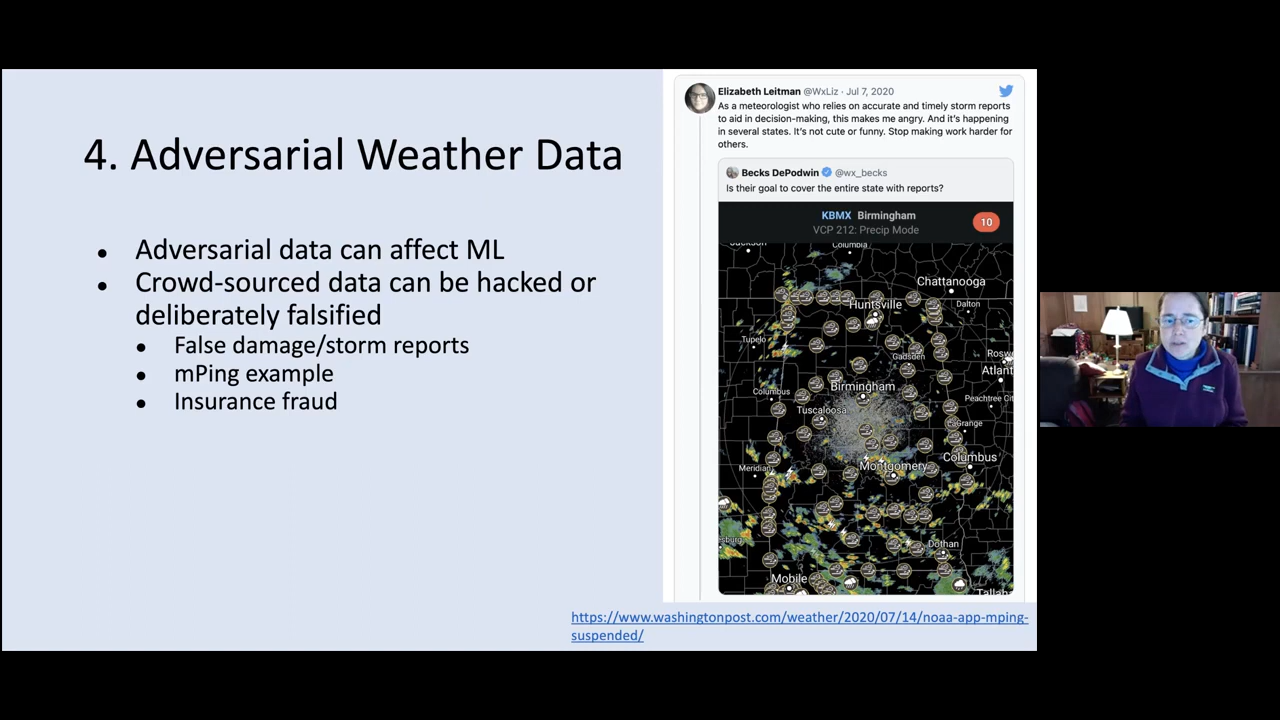 4. Adversarial Weather Data
● Adversarial data can affect ML
● Crowd-sourced data can be hacked or
deliberately falsified
● False damage/storm reports
● mPing example
● Insurance fraud
Elizabeth Leitman @WxLiz · Jul 7, 2020
As a meteorologist who relies on accurate and timely storm reports
to aid in decision-making, this makes me angry. And it's happening
in several states. It's not cute or funny. Stop making work harder for
others.
Becks DePodwin @wx_becks
Is their goal to cover the entire state with reports?
KBMX Birmingham
VCP 212: Precip Mode
10
Jackson
Columbia
Chattanooga
Huntsville
Dalton
Tupelo
Gadsden
Rosw
Atlant
Columbus
Birmingham
Peachtree Cit
Tuscaloosa
LaGrange
Columbus
Meridian
Montgomery
esburg
Dothan
Mobile
Tallah
https://www.washingtonpost.com/weather/2020/07/14/noaa-app-mping-
suspended/